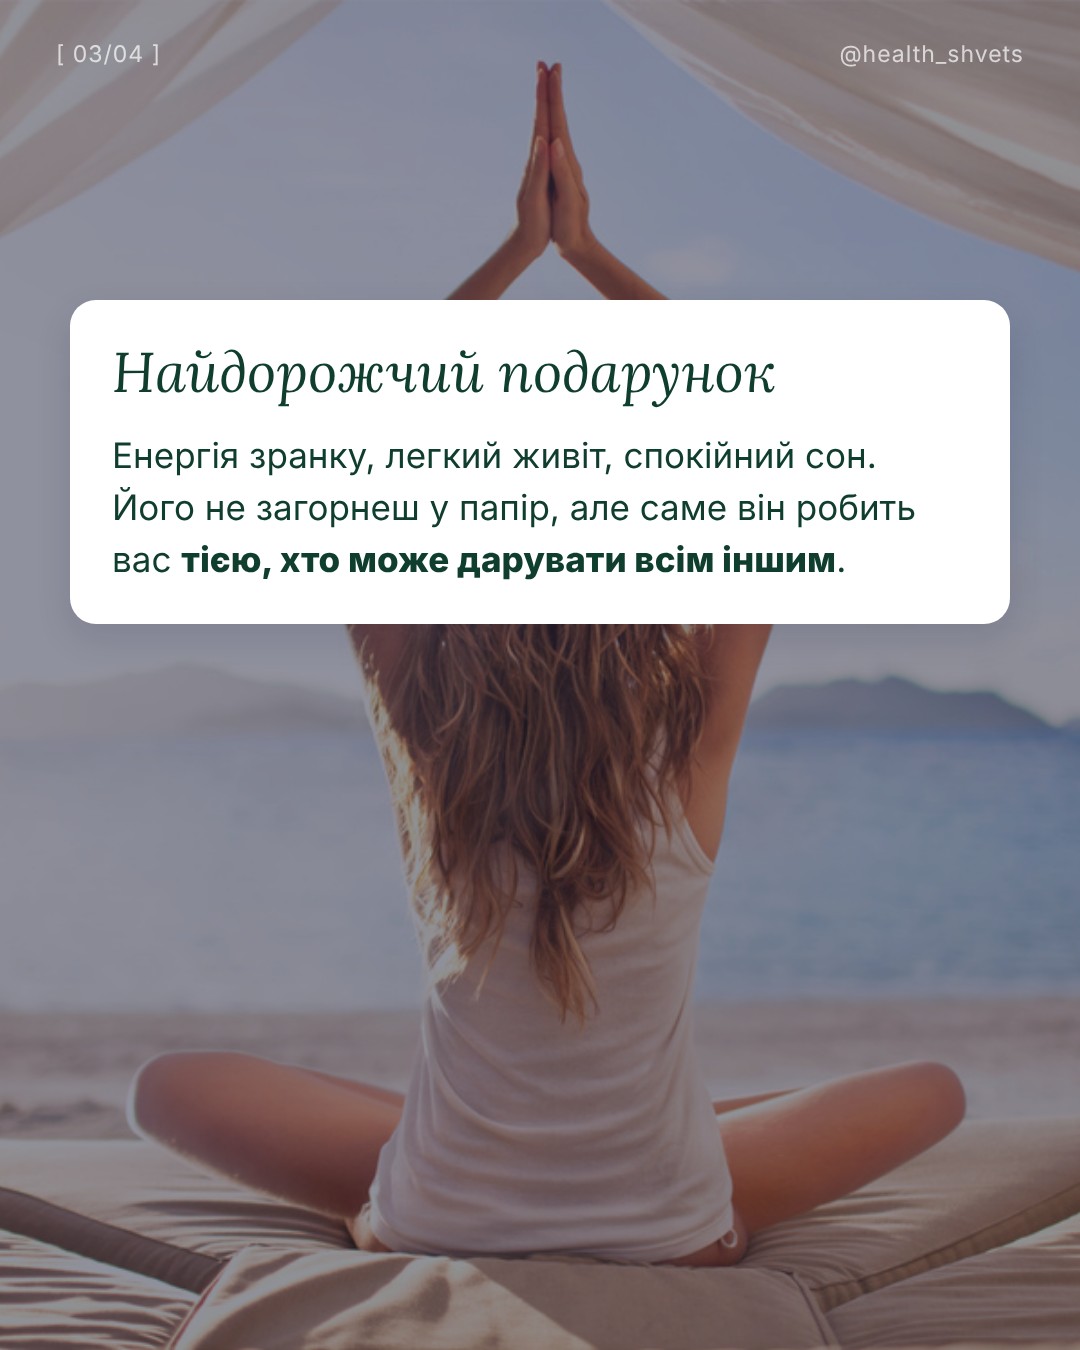 [ 03/04 ]
@health_shvets
Найдорожчий подарунок
Енергія зранку, легкий живіт, спокійний сон.
Його не загорнеш у папір, але саме він робить
вас тією, хто може дарувати всім іншим.